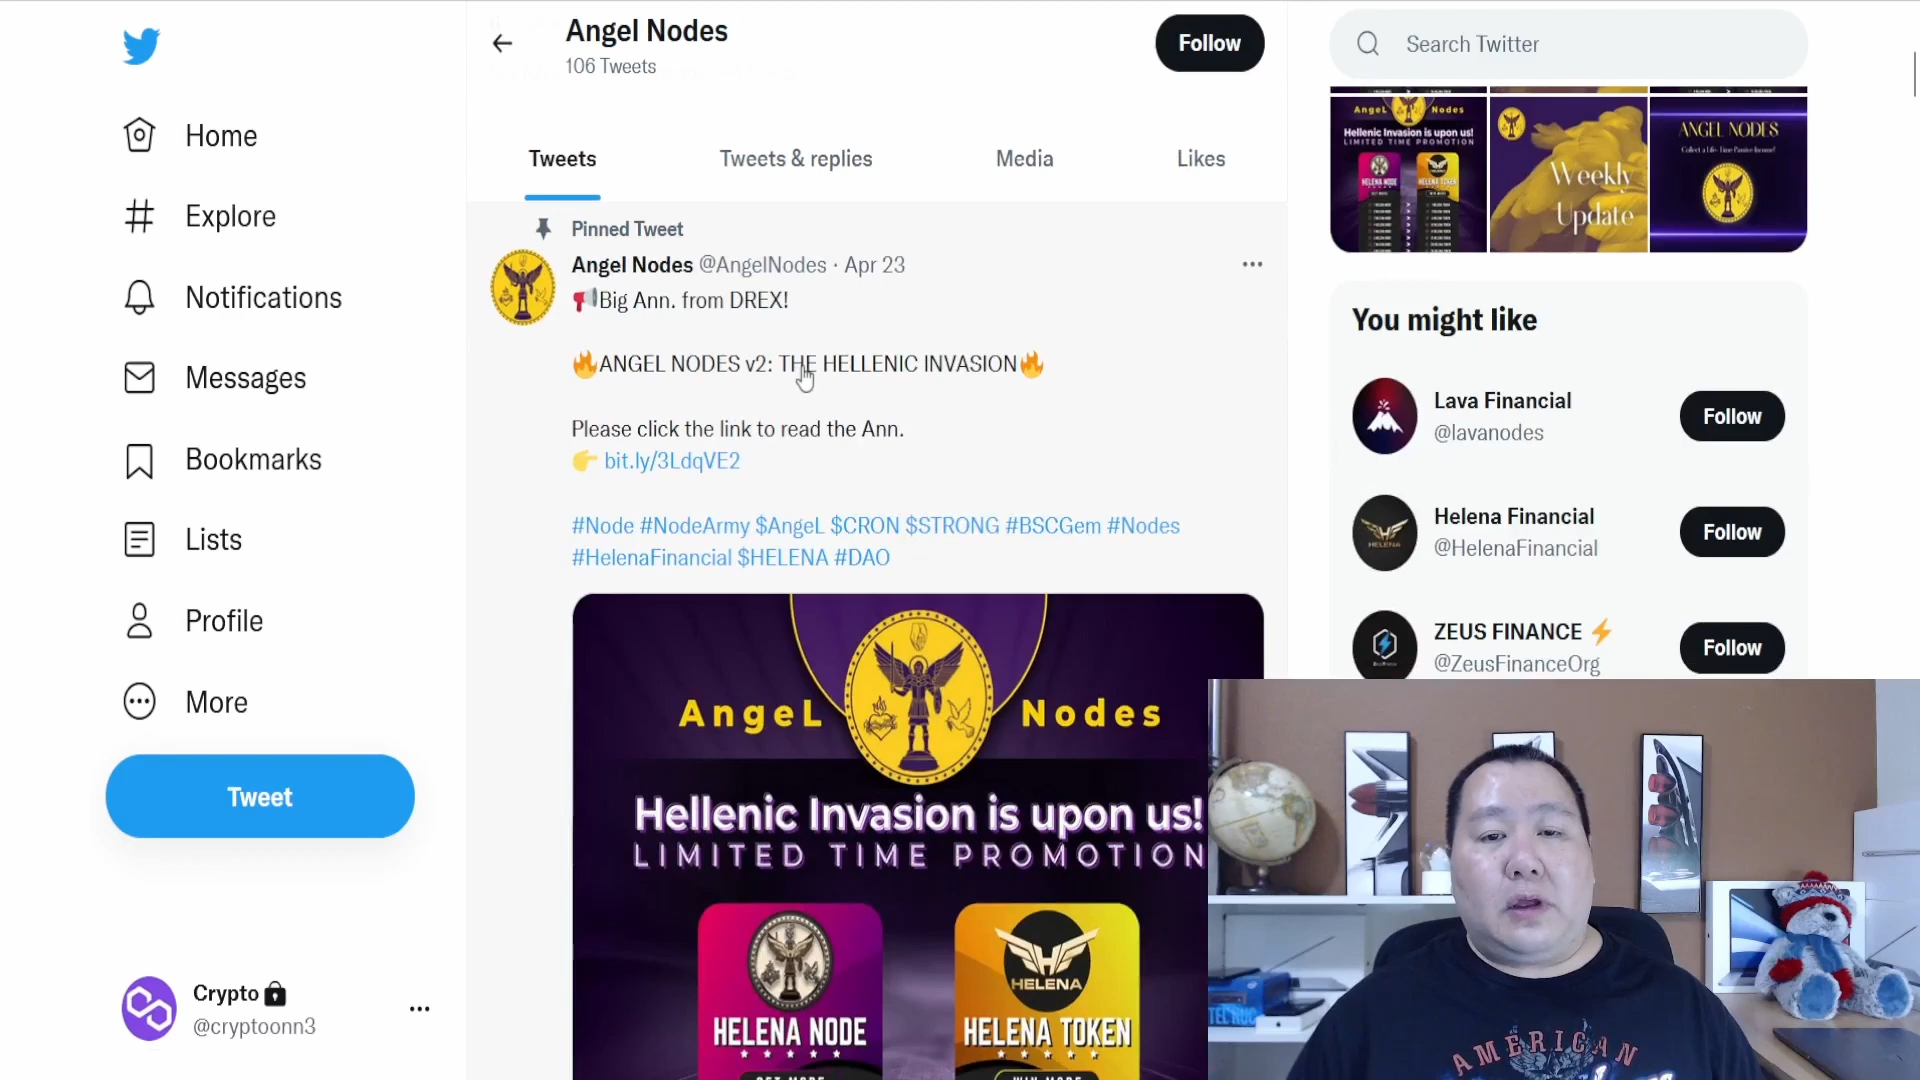 Angel Nodes
106 Tweets
Follow
Search Twitter
Home
Explore
Notifications
Messages
Bookmarks
Lists
Profile
More
Tweet
Crypto
@cryptoonn3
Tweets
Tweets & replies
Media
Likes
Pinned Tweet
Angel Nodes @AngelNodes · Apr 23
📢Big Ann. from DREX!
🔥ANGEL NODES v2: THE HELLENIC INVASION🔥
Please click the link to read the Ann.
👉 bit.ly/3LdqVE2
#Node #NodeArmy $AngeL $CRON $STRONG #BSCGem #Nodes
#HelenaFinancial $HELENA #DAO
AngeL Nodes
Hellenic Invasion is upon us!
LIMITED TIME PROMOTION
HELENA NODE
HELENA
HELENA TOKEN
AngeL Nodes
Hellenic Invasion is upon us!
LIMITED TIME PROMOTION
HELENA NODE
HELENA TOKEN
Weekly
Update
ANGEL NODES
Collect a Life-Time Passive Income!
You might like
Lava Financial
@lavanodes
Follow
HELENA
Helena Financial
@HelenaFinancial
Follow
ZEUS FINANCE ⚡
@ZeusFinanceOrg
Follow
AMERICAN